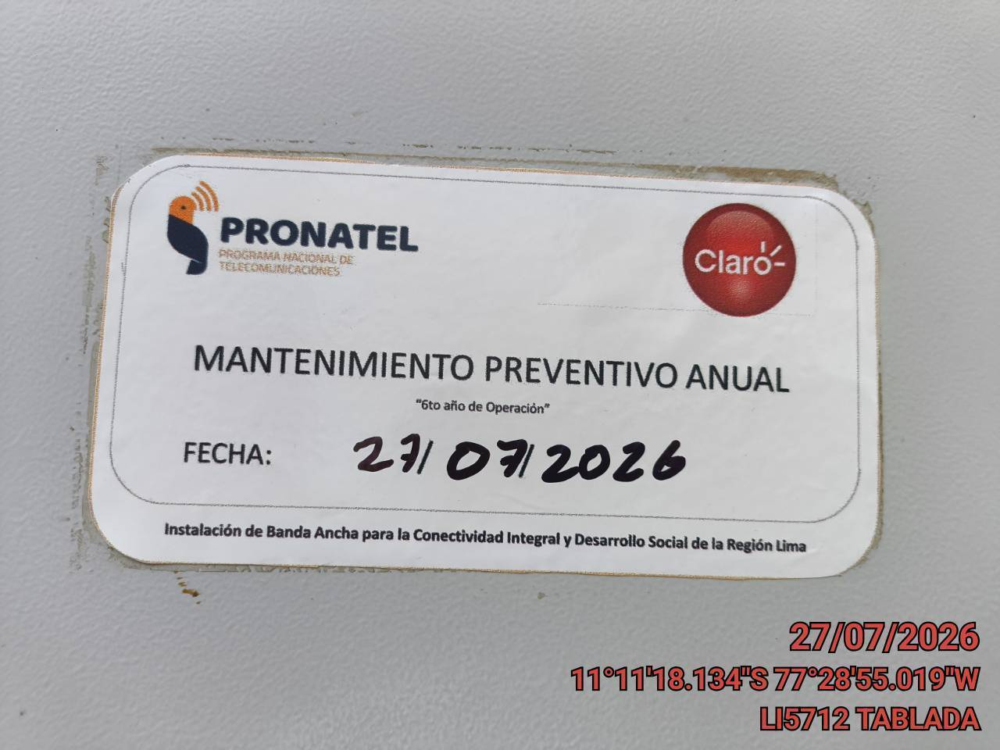 PRONATEL
PROGRAMA NACIONAL DE
TELECOMUNICACIONES
Claro
MANTENIMIENTO PREVENTIVO ANUAL
"6to año de Operación"
FECHA: 27/07/2026
Instalación de Banda Ancha para la Conectividad Integral y Desarrollo Social de la Región Lima
27/07/2026
11°11'18.134"S 77°28'55.019"W
LI5712 TABLADA